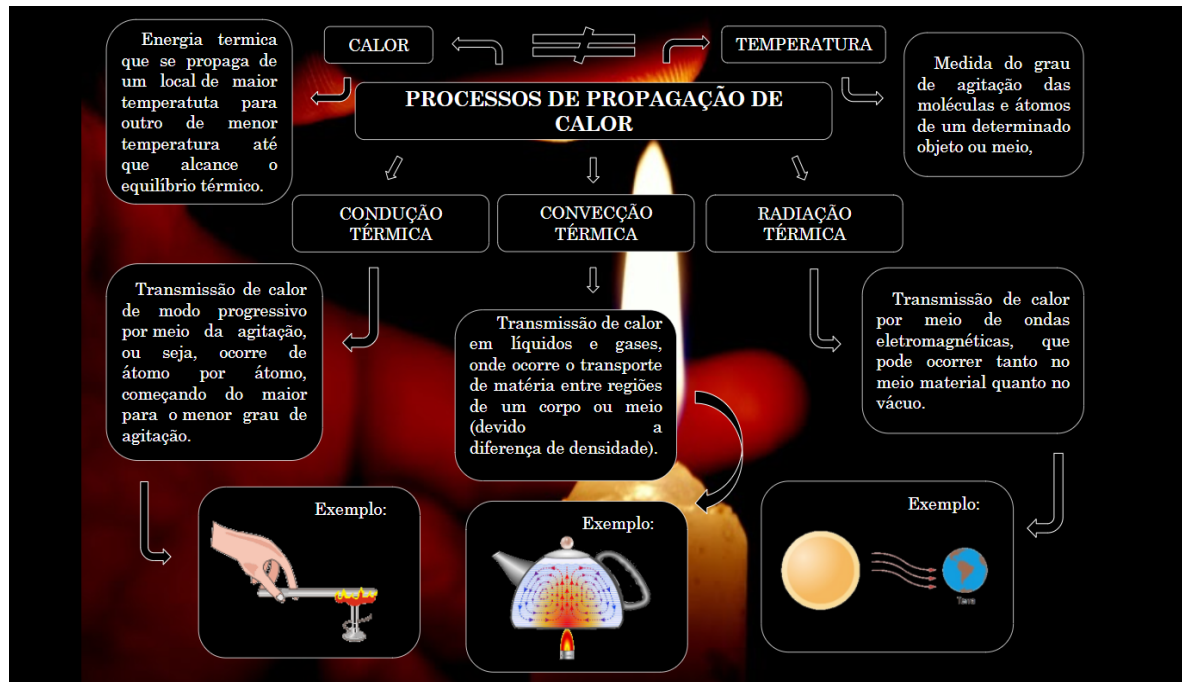 CALOR
TEMPERATURA
Energia termica
que se propaga de
um local de maior
temperatuta para
outro de menor
temperatura até
que alcance o
equilíbrio térmico.
Medida do grau
de agitação das
moléculas e átomos
de um determinado
objeto ou meio,
PROCESSOS DE PROPAGAÇÃO DE
CALOR
CONDUÇÃO
TÉRMICA
CONVECÇÃO
TÉRMICA
RADIAÇÃO
TÉRMICA
Transmissão de calor
de modo progressivo
por meio da agitação,
ou seja, ocorre de
átomo por átomo,
começando do maior
para o menor grau de
agitação.
Transmissão de calor
em líquidos e gases,
onde ocorre o transporte
de matéria entre regiões
de um corpo ou meio
(devido a
diferença de densidade).
Transmissão de calor
por meio de ondas
eletromagnéticas, que
pode ocorrer tanto no
meio material quanto no
vácuo.
Exemplo:
Exemplo:
Exemplo: